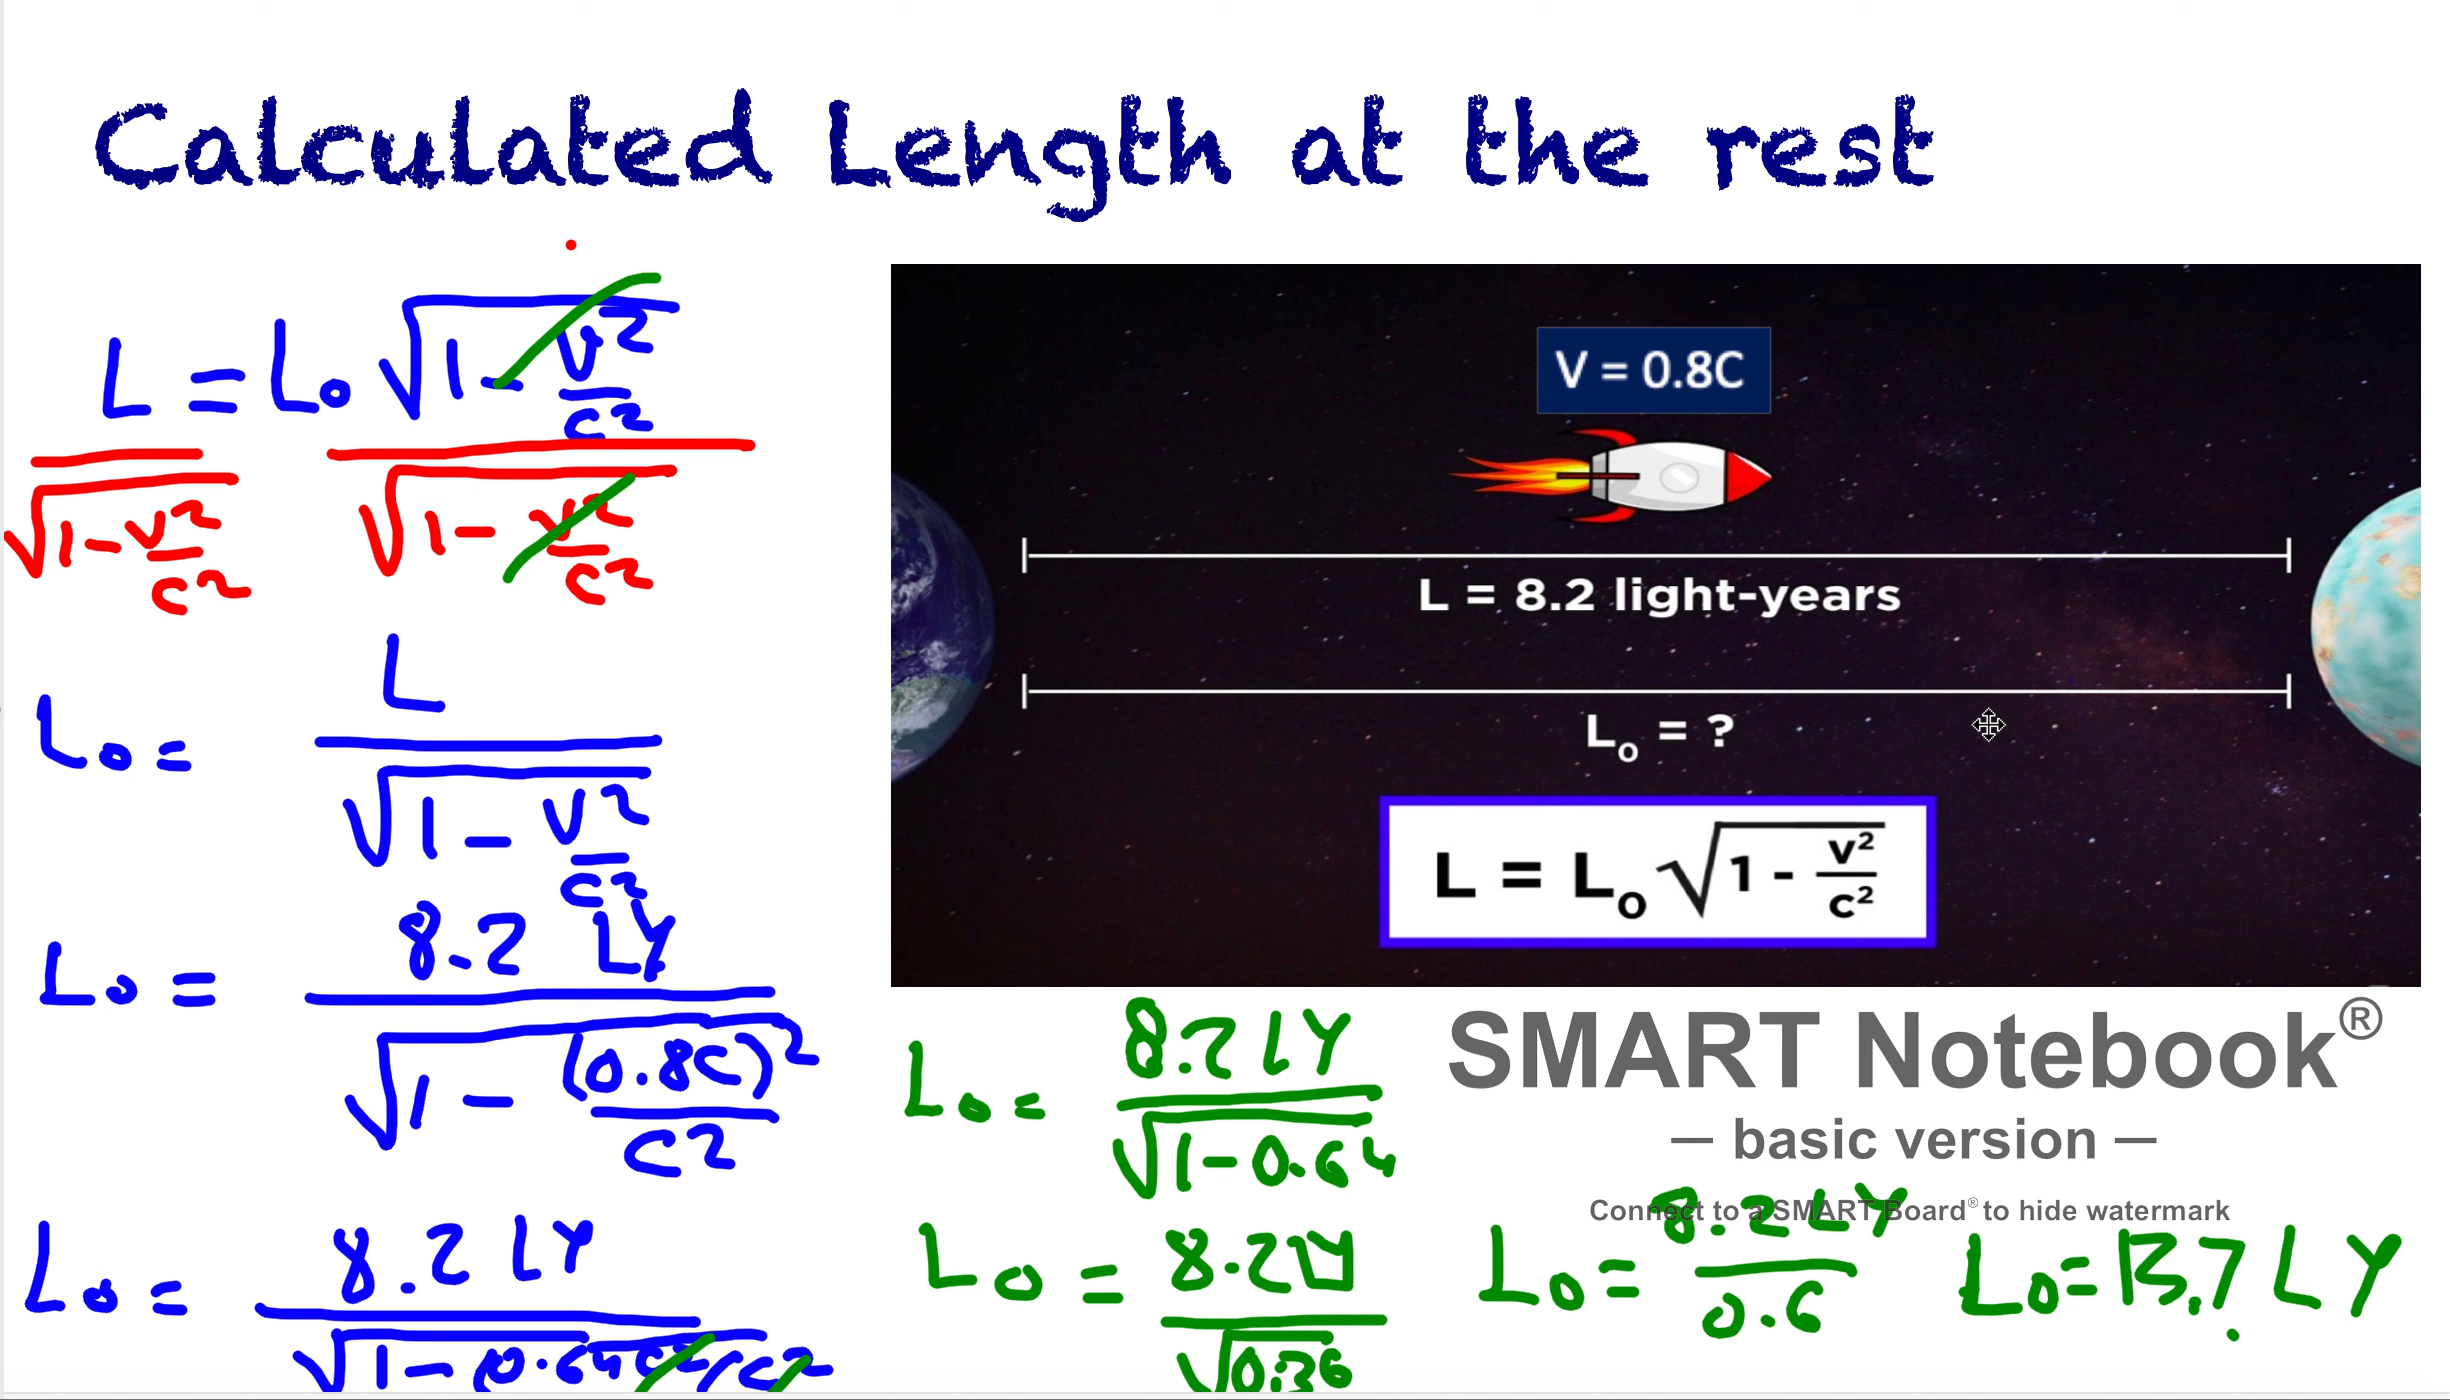 Calculated Length at the rest
L = L₀ √1 - v²/c²
√1 - v²/c² √1 - v²/c²
L₀ = L / √1 - v²/c²
L₀ = 8.2 LY / √1 - (0.8C)²/c²
L₀ = 8.2 LY / √1 - 0.64c²/c²
V = 0.8C
L = 8.2 light-years
L₀ = ?
L = L₀ √1 - v²/c²
L₀ = 8.2 LY / √1 - 0.64
L₀ = 8.2 LY / √0.36
L₀ = 8.2 LY / 0.6
L₀ = 13.7 LY
SMART Notebook®
— basic version —
Connect to a SMART Board® to hide watermark